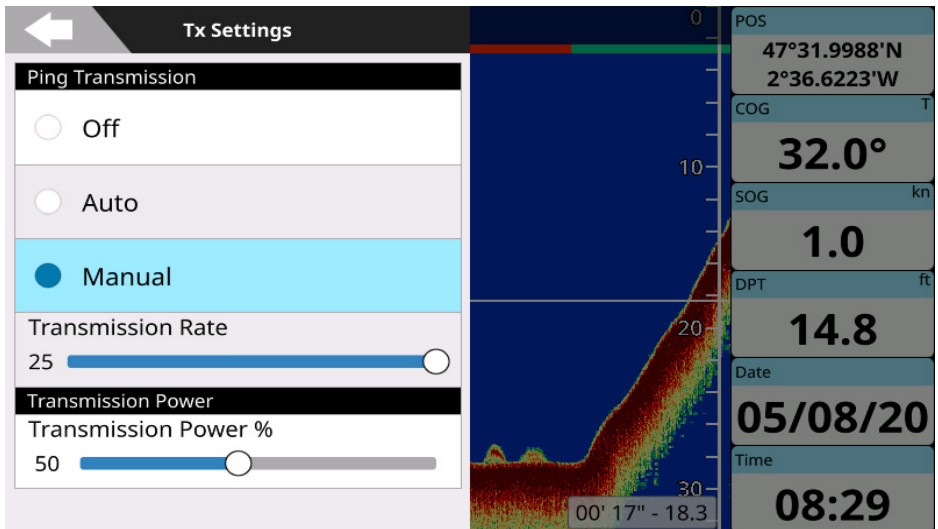 Tx Settings
Ping Transmission
Off
Auto
Manual
Transmission Rate
25
Transmission Power
Transmission Power %
50
0
10
20
30
00' 17" - 18.3
POS
47°31.9988'N
2°36.6223'W
COG T
32.0°
SOG kn
1.0
DPT ft
14.8
Date
05/08/20
Time
08:29